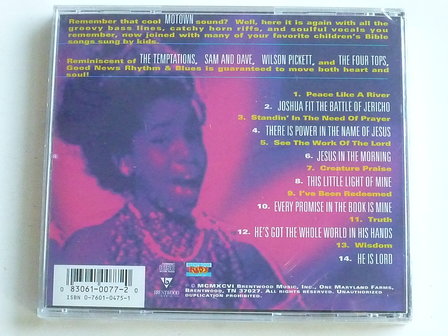 Remember that cool MOTOWN sound? Well, here it is again with all the
groovy bass lines, catchy horn riffs, and soulful vocals you
remember, now joined with many of your favorite children's Bible
songs sung by kids.
Reminiscent of THE TEMPTATIONS, SAM AND DAVE, WILSON PICKETT, and THE FOUR TOPS,
Good News Rhythm & Blues is guaranteed to move both heart and
soul!
1. Peace Like A River
2. JOSHUA FIT THE BATTLE OF JERICHO
3. Standin' In The Need Of Prayer
4. THERE IS POWER IN THE NAME OF JESUS
5. See The Work Of The Lord
6. JESUS IN THE MORNING
7. Creature Praise
8. THIS LITTLE LIGHT OF MINE
9. I've Been Redeemed
10. EVERY PROMISE IN THE BOOK IS MINE
11. Truth
12. HE'S GOT THE WHOLE WORLD IN HIS HANDS
13. Wisdom
14. HE IS LORD
0 83061-0077-2 0
ISBN 0-7601-0475-1
BRENTWOOD
℗ © MCMXCVI Brentwood Music, Inc., One Maryland Farms,
Brentwood, TN 37027. All Rights Reserved. Unauthorized
duplication prohibited.